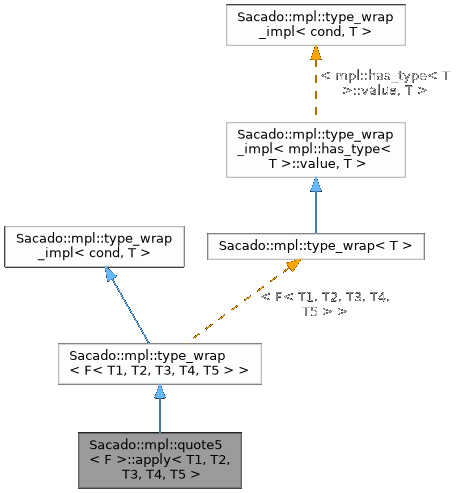 Sacado::mpl::type_wrap
_impl< cond, T >
< mpl::has_type< T
>::value, T >
Sacado::mpl::type_wrap
_impl< mpl::has_type<
T >::value, T >
Sacado::mpl::type_wrap
_impl< cond, T >
Sacado::mpl::type_wrap< T >
< F< T1, T2, T3, T4,
T5 > >
Sacado::mpl::type_wrap
< F< T1, T2, T3, T4, T5 > >
Sacado::mpl::quote5
< F >::apply< T1, T2,
T3, T4, T5 >